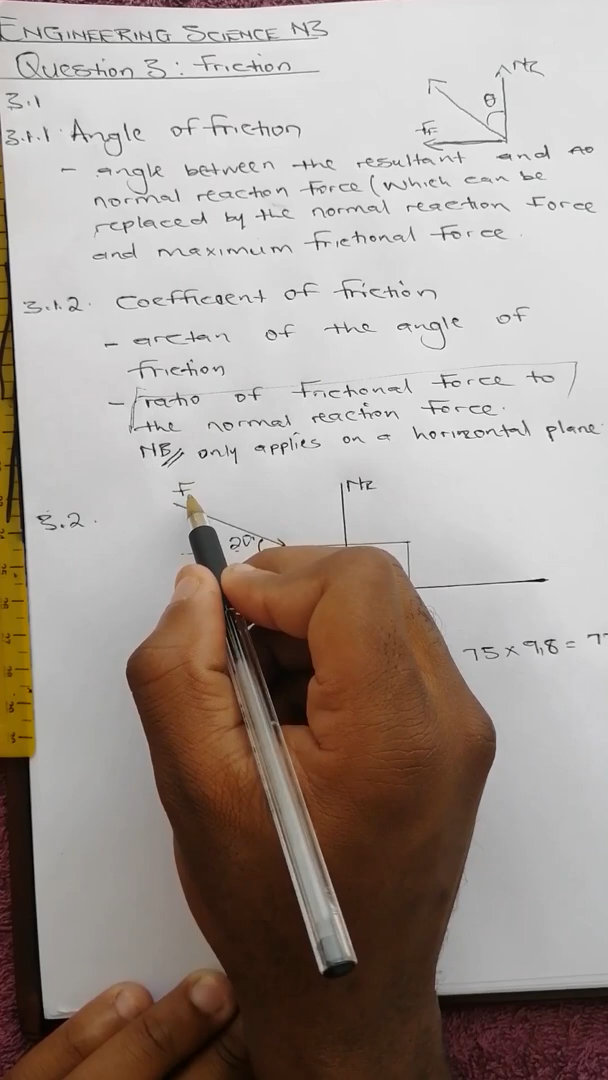 ENGINEERING SCIENCE N3
Question 3: Friction
NR
θ
Fr
3.1
3.1.1. Angle of friction
- angle between the resultant and
normal reaction Force (which can be
replaced by the normal reaction Force
and maximum frictional Force.
3.1.2. Coefficent of friction
- arctan of the angle of
friction
- ratio of frictional Force to
the normal reaction Force.
NB// only applies on a horizontal plane.
3.2.
F
NR
20°
75 × 9,8 =